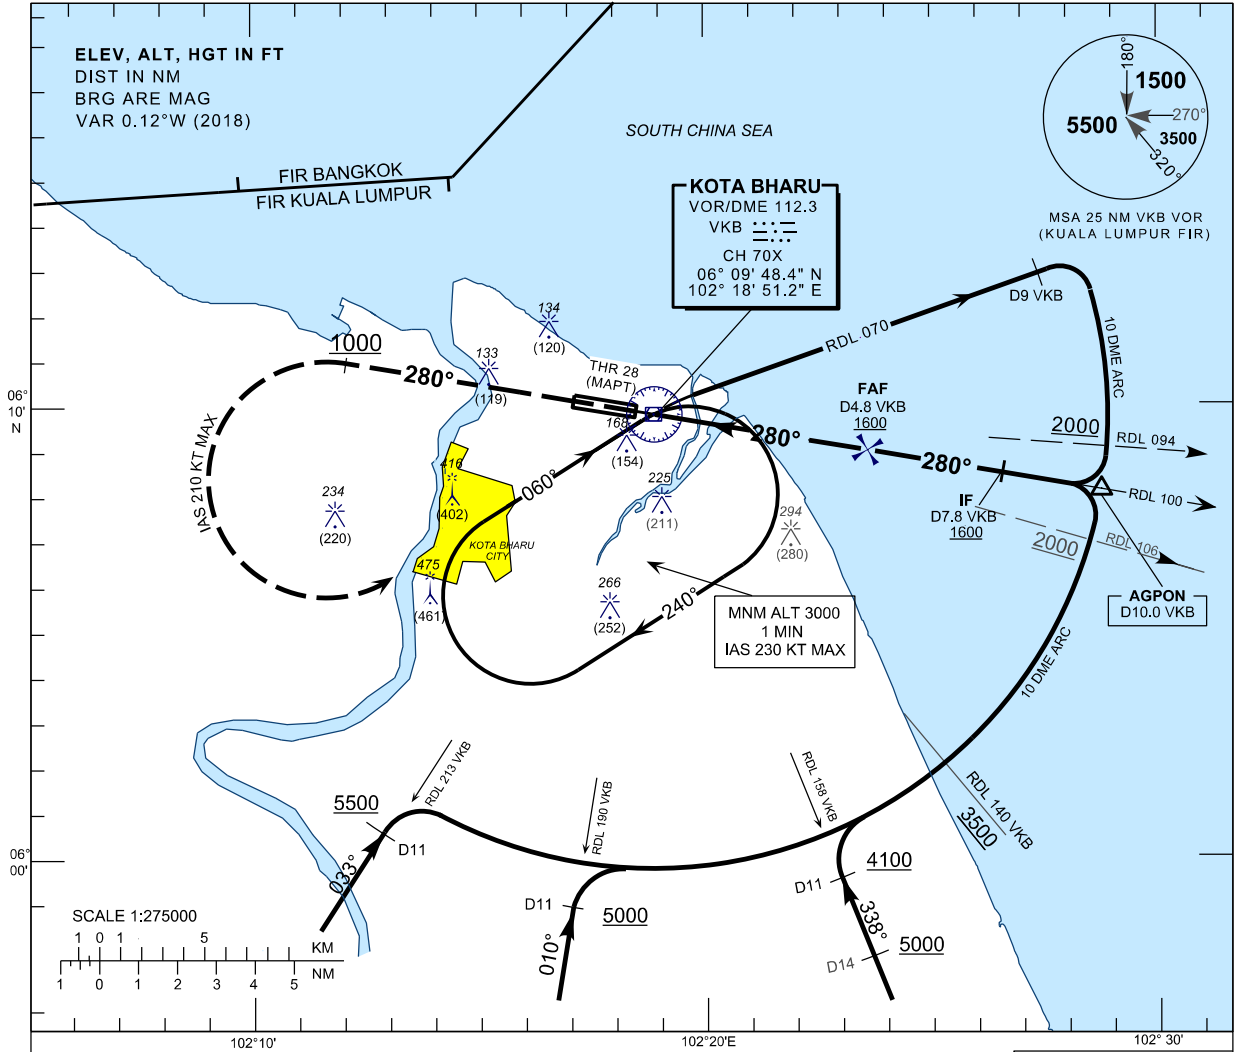 ELEV, ALT, HGT IN FT
DIST IN NM
BRG ARE MAG
VAR 0.12°W (2018)
SOUTH CHINA SEA
180°
1500
270°
5500
3500
320°
MSA 25 NM VKB VOR
(KUALA LUMPUR FIR)
FIR BANGKOK
FIR KUALA LUMPUR
KOTA BHARU
VOR/DME 112.3
VKB
CH 70X
06° 09' 48.4" N
102° 18' 51.2" E
D9 VKB
RDL 070
10 DME ARC
134
(120)
133
(119)
1000
280°
THR 28
(MAPT)
168
(154)
280°
FAF
D4.8 VKB
1600
280°
2000
RDL 094
RDL 100
IF
D7.8 VKB
1600
2000
RDL 106
AGPON
D10.0 VKB
06°
10'
N
IAS 210 KT MAX
234
(220)
416
(402)
KOTA BHARU
CITY
475
(461)
060°
225
(211)
294
(280)
266
(252)
240°
MNM ALT 3000
1 MIN
IAS 230 KT MAX
10 DME ARC
RDL 213 VKB
RDL 190 VKB
RDL 158 VKB
RDL 140 VKB
3500
5500
D11
033°
D11
5000
010°
D11
4100
338°
5000
D14
06°
00'
SCALE 1:275000
1 0 1 5 KM
1 0 1 2 3 4 5 NM
102°10'
102°20'E
102° 30'